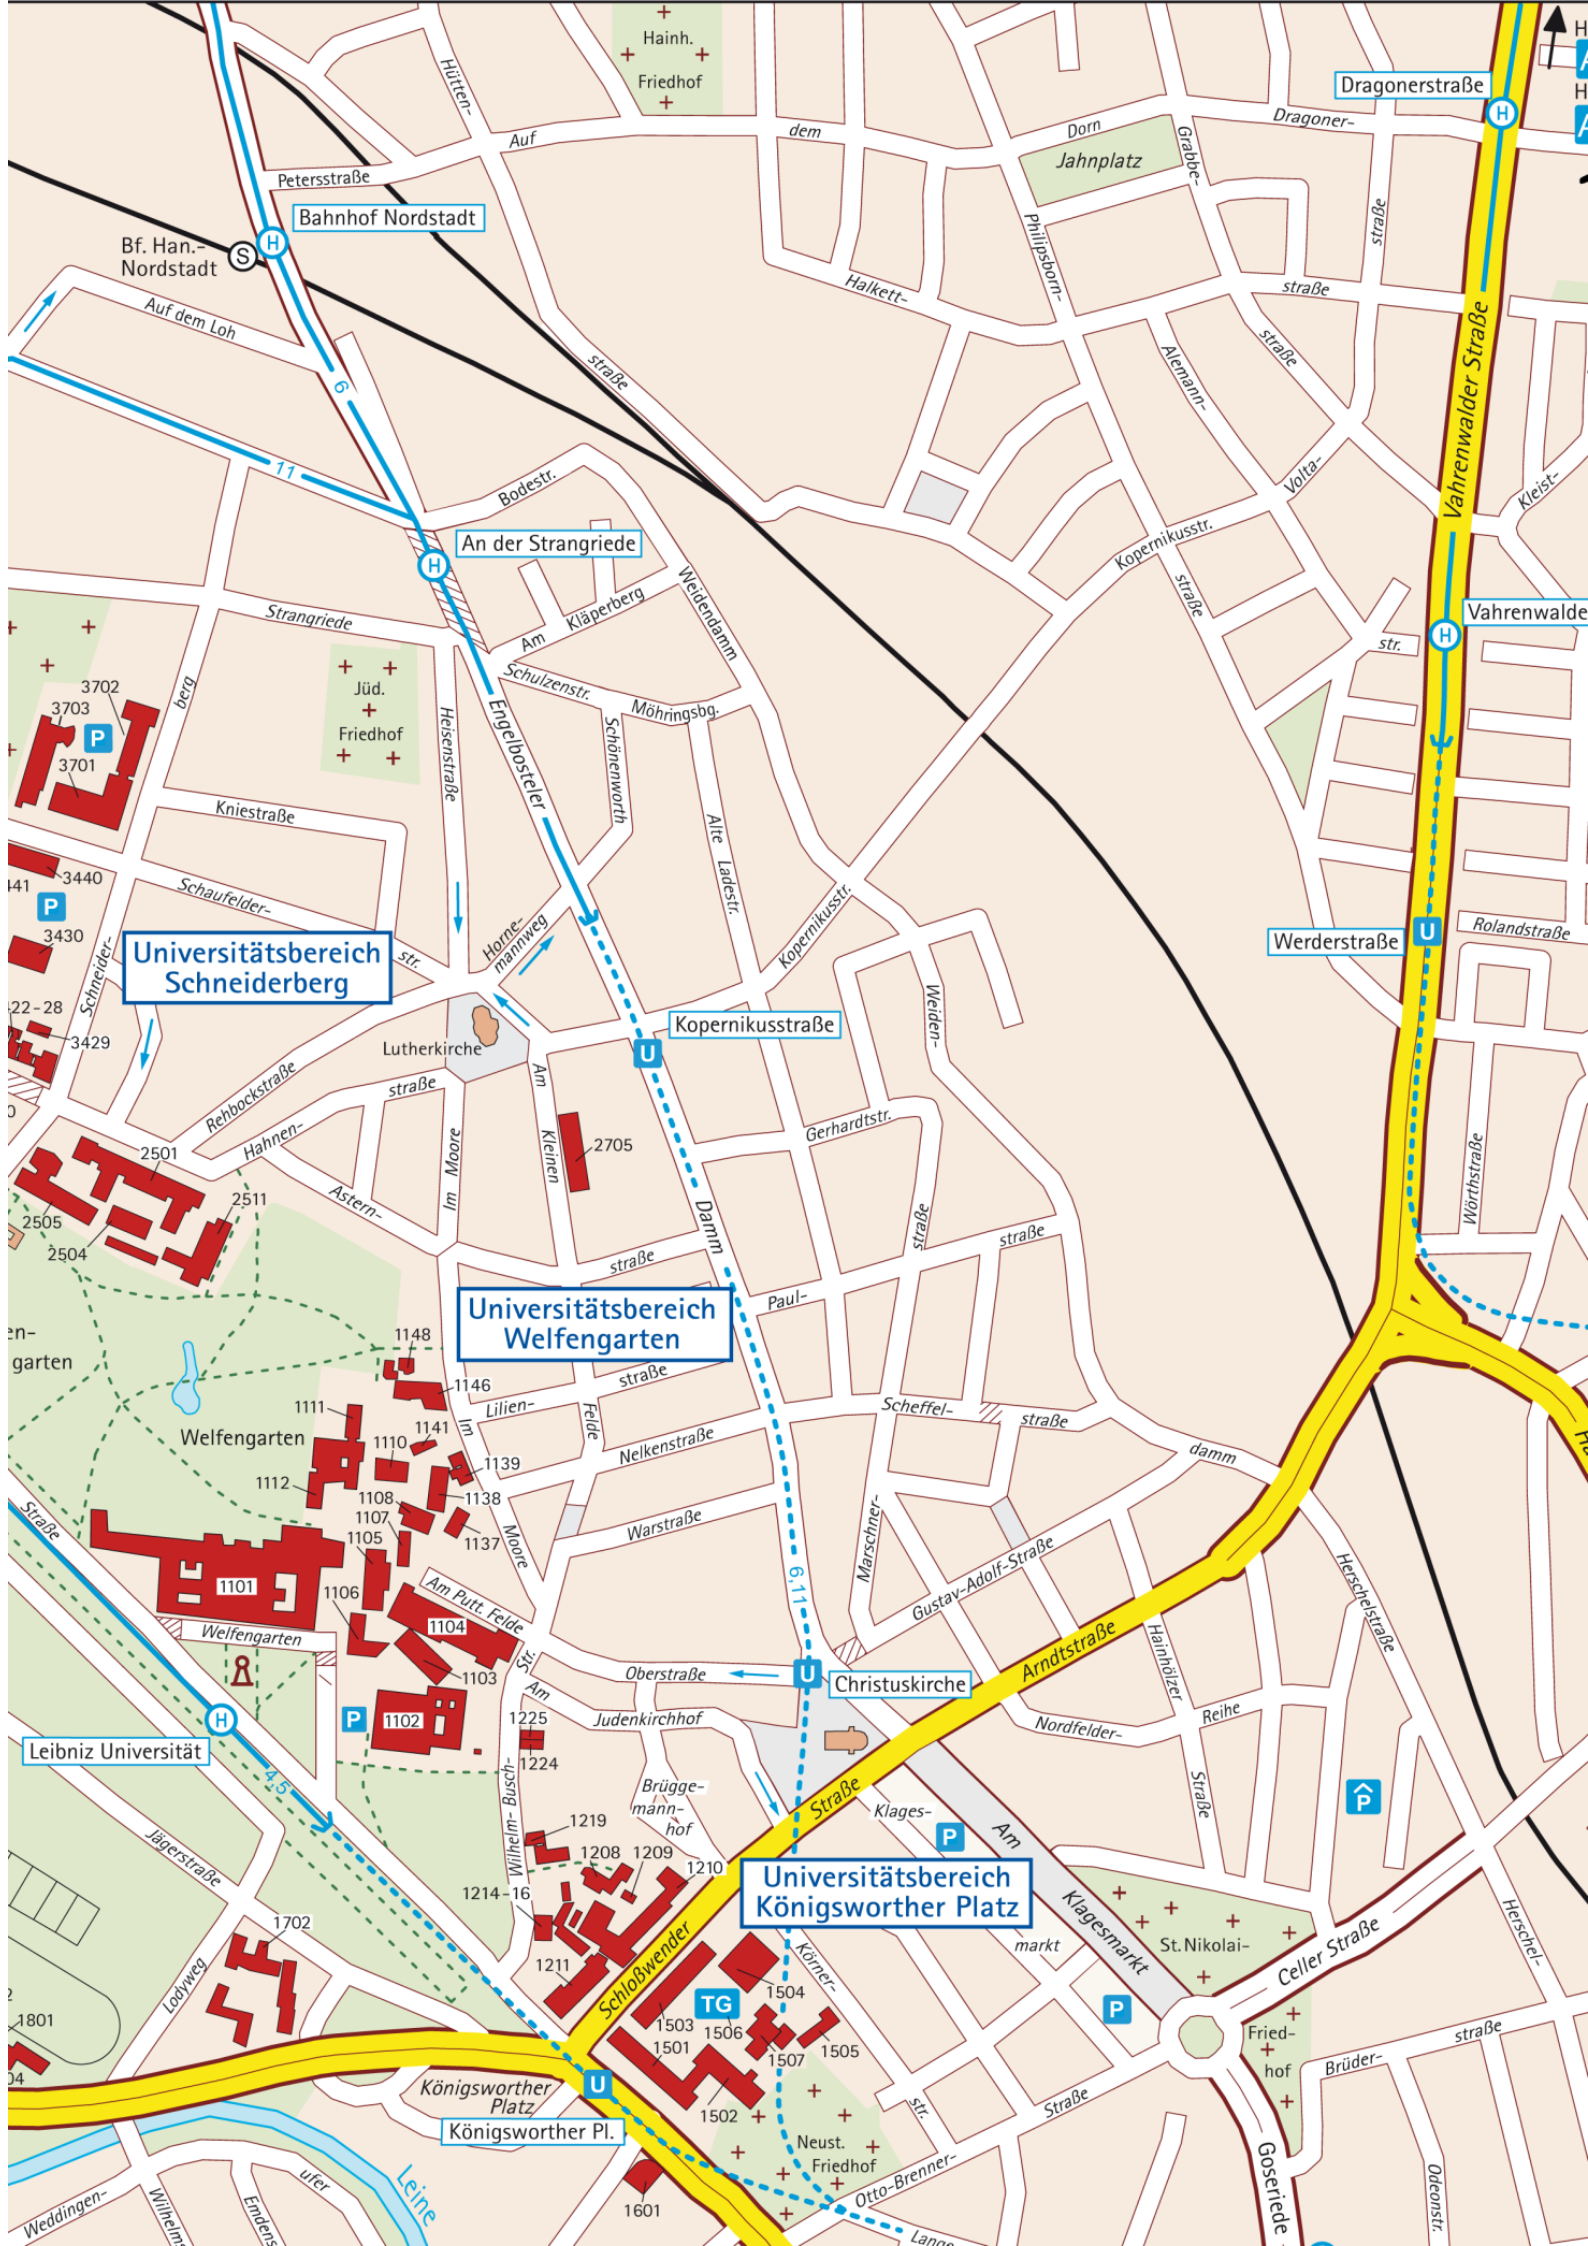 Hainh.
Friedhof
Hütten-
Auf
dem
Dorn
Jahnplatz
Grabbe-
Dragoner-
Dragonerstraße
H
H
H
Petersstraße
Bahnhof Nordstadt
H
Bf. Han.-
Nordstadt
S
Auf dem Loh
6
11
straße
Halkett-
Philipsborn-
straße
straße
straße
Alemann-
Volta-
Vahrenwalder Straße
Kleist-
Bodestr.
An der Strangriede
H
Kopernikusstr.
straße
Strangriede
Am
Kläperberg
Weidendamm
Vahrenwalde
H
str.
Schulzenstr.
Möhringsbg.
Jüd.
Friedhof
berg
3702
3703
P
3701
Heisenstraße
Engelbosteler
Schönenworth
Kniestraße
Alte
Ladestr.
3440
441
P
3430
Schaufelder-
str.
Horne-
mannweg
Kopernikusstr.
Universitätsbereich
Schneiderberg
Schneider-
Werderstraße
U
Rolandstraße
22-28
3429
Lutherkirche
Kopernikusstraße
U
Weiden-
Rehbockstraße
straße
Am
Kleinen
Hahnen-
Im Moore
2705
Gerhardtstr.
Wörthstraße
2501
2505
2504
2511
Astern-
straße
Damm
straße
straße
Paul-
Universitätsbereich
Welfengarten
en-
garten
1148
1146
straße
Lilien-
Im
Felde
Scheffel-
straße
damm
1111
Welfengarten
1110
1141
1139
Nelkenstraße
1112
1108
1138
1107
1137
1105
Moore
Warstraße
Marschner-
Straße
1101
1106
Am Putt. Felde
1104
6,11
Gustav-Adolf-Straße
Herschelstraße
Welfengarten
1103
Str.
Oberstraße
U
Christuskirche
Arndtstraße
Hainhölzer
H
P
1102
Am
Judenkirchhof
Nordfelder-
Reihe
Leibniz Universität
1225
1224
4,5
Brügge-
mann-
hof
Straße
Klages-
P
Am
Straße
P
Jägerstraße
Wilhelm-Busch-
1219
1208
1209
1210
1214-16
Universitätsbereich
Königsworther Platz
Klagesmarkt
markt
St.Nikolai-
Celler Straße
Herschel-
1702
Lodyweg
1211
Schloßwender
Körner-
1504
TG
1503
1506
1501
1507
1505
P
1801
04
Fried-
hof
straße
Brüder-
Königsworther
Platz
U
1502
Königsworther Pl.
str.
Straße
Neust.
Friedhof
Otto-Brenner-
Leine
ufer
1601
Weddingen-
Goseriede
Odeonstr.
Lange